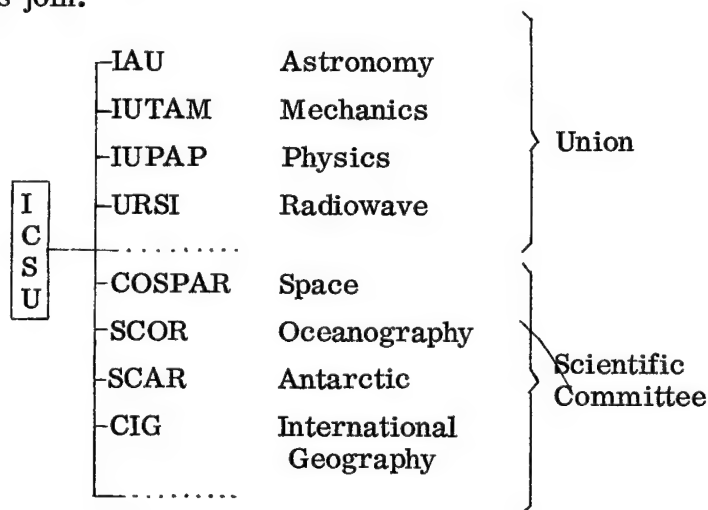 s join.
IAU Astronomy
IUTAM Mechanics
IUPAP Physics
URSI Radiowave
Union
ICSU
..........
COSPAR Space
SCOR Oceanography
SCAR Antarctic
Scientific
Committee
CIG International
Geography
..........